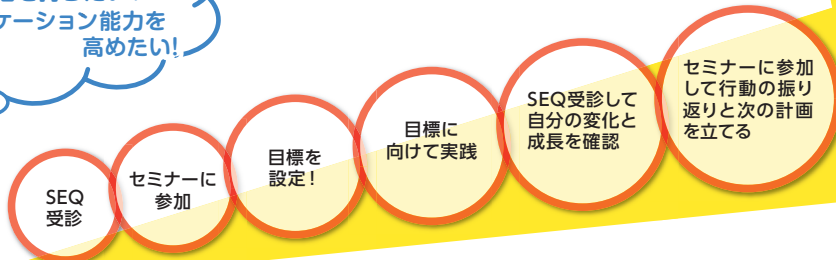 ケーション能力を
高めたい!
SEQ
受診
セミナーに
参加
目標を
設定!
目標に
向けて実践
SEQ受診して
自分の変化と
成長を確認
セミナーに参加
して行動の振り
返りと次の計画
を立てる